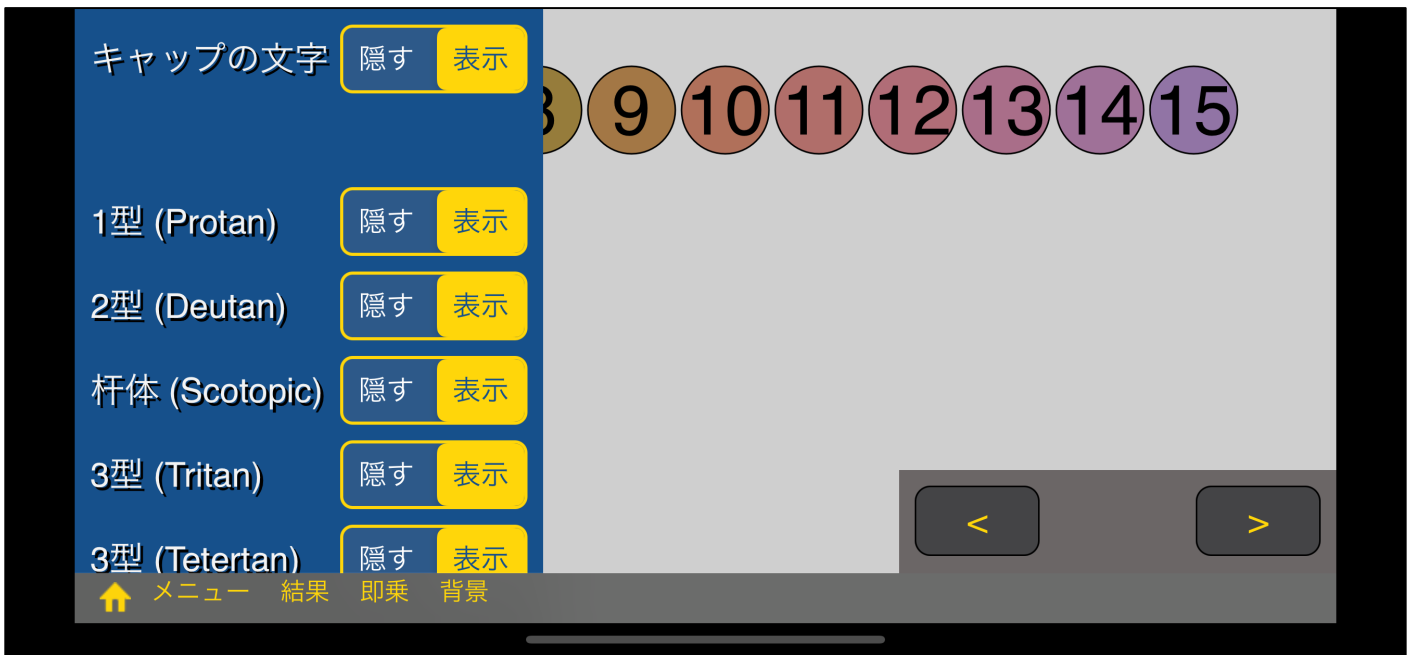 キャップの文字 隠す 表示
9 10 11 12 13 14 15
1型 (Protan) 隠す 表示
2型 (Deutan) 隠す 表示
杆体 (Scotopic) 隠す 表示
3型 (Tritan) 隠す 表示
3型 (Tetertan) 隠す 表示
< >
メニュー 結果 即乗 背景